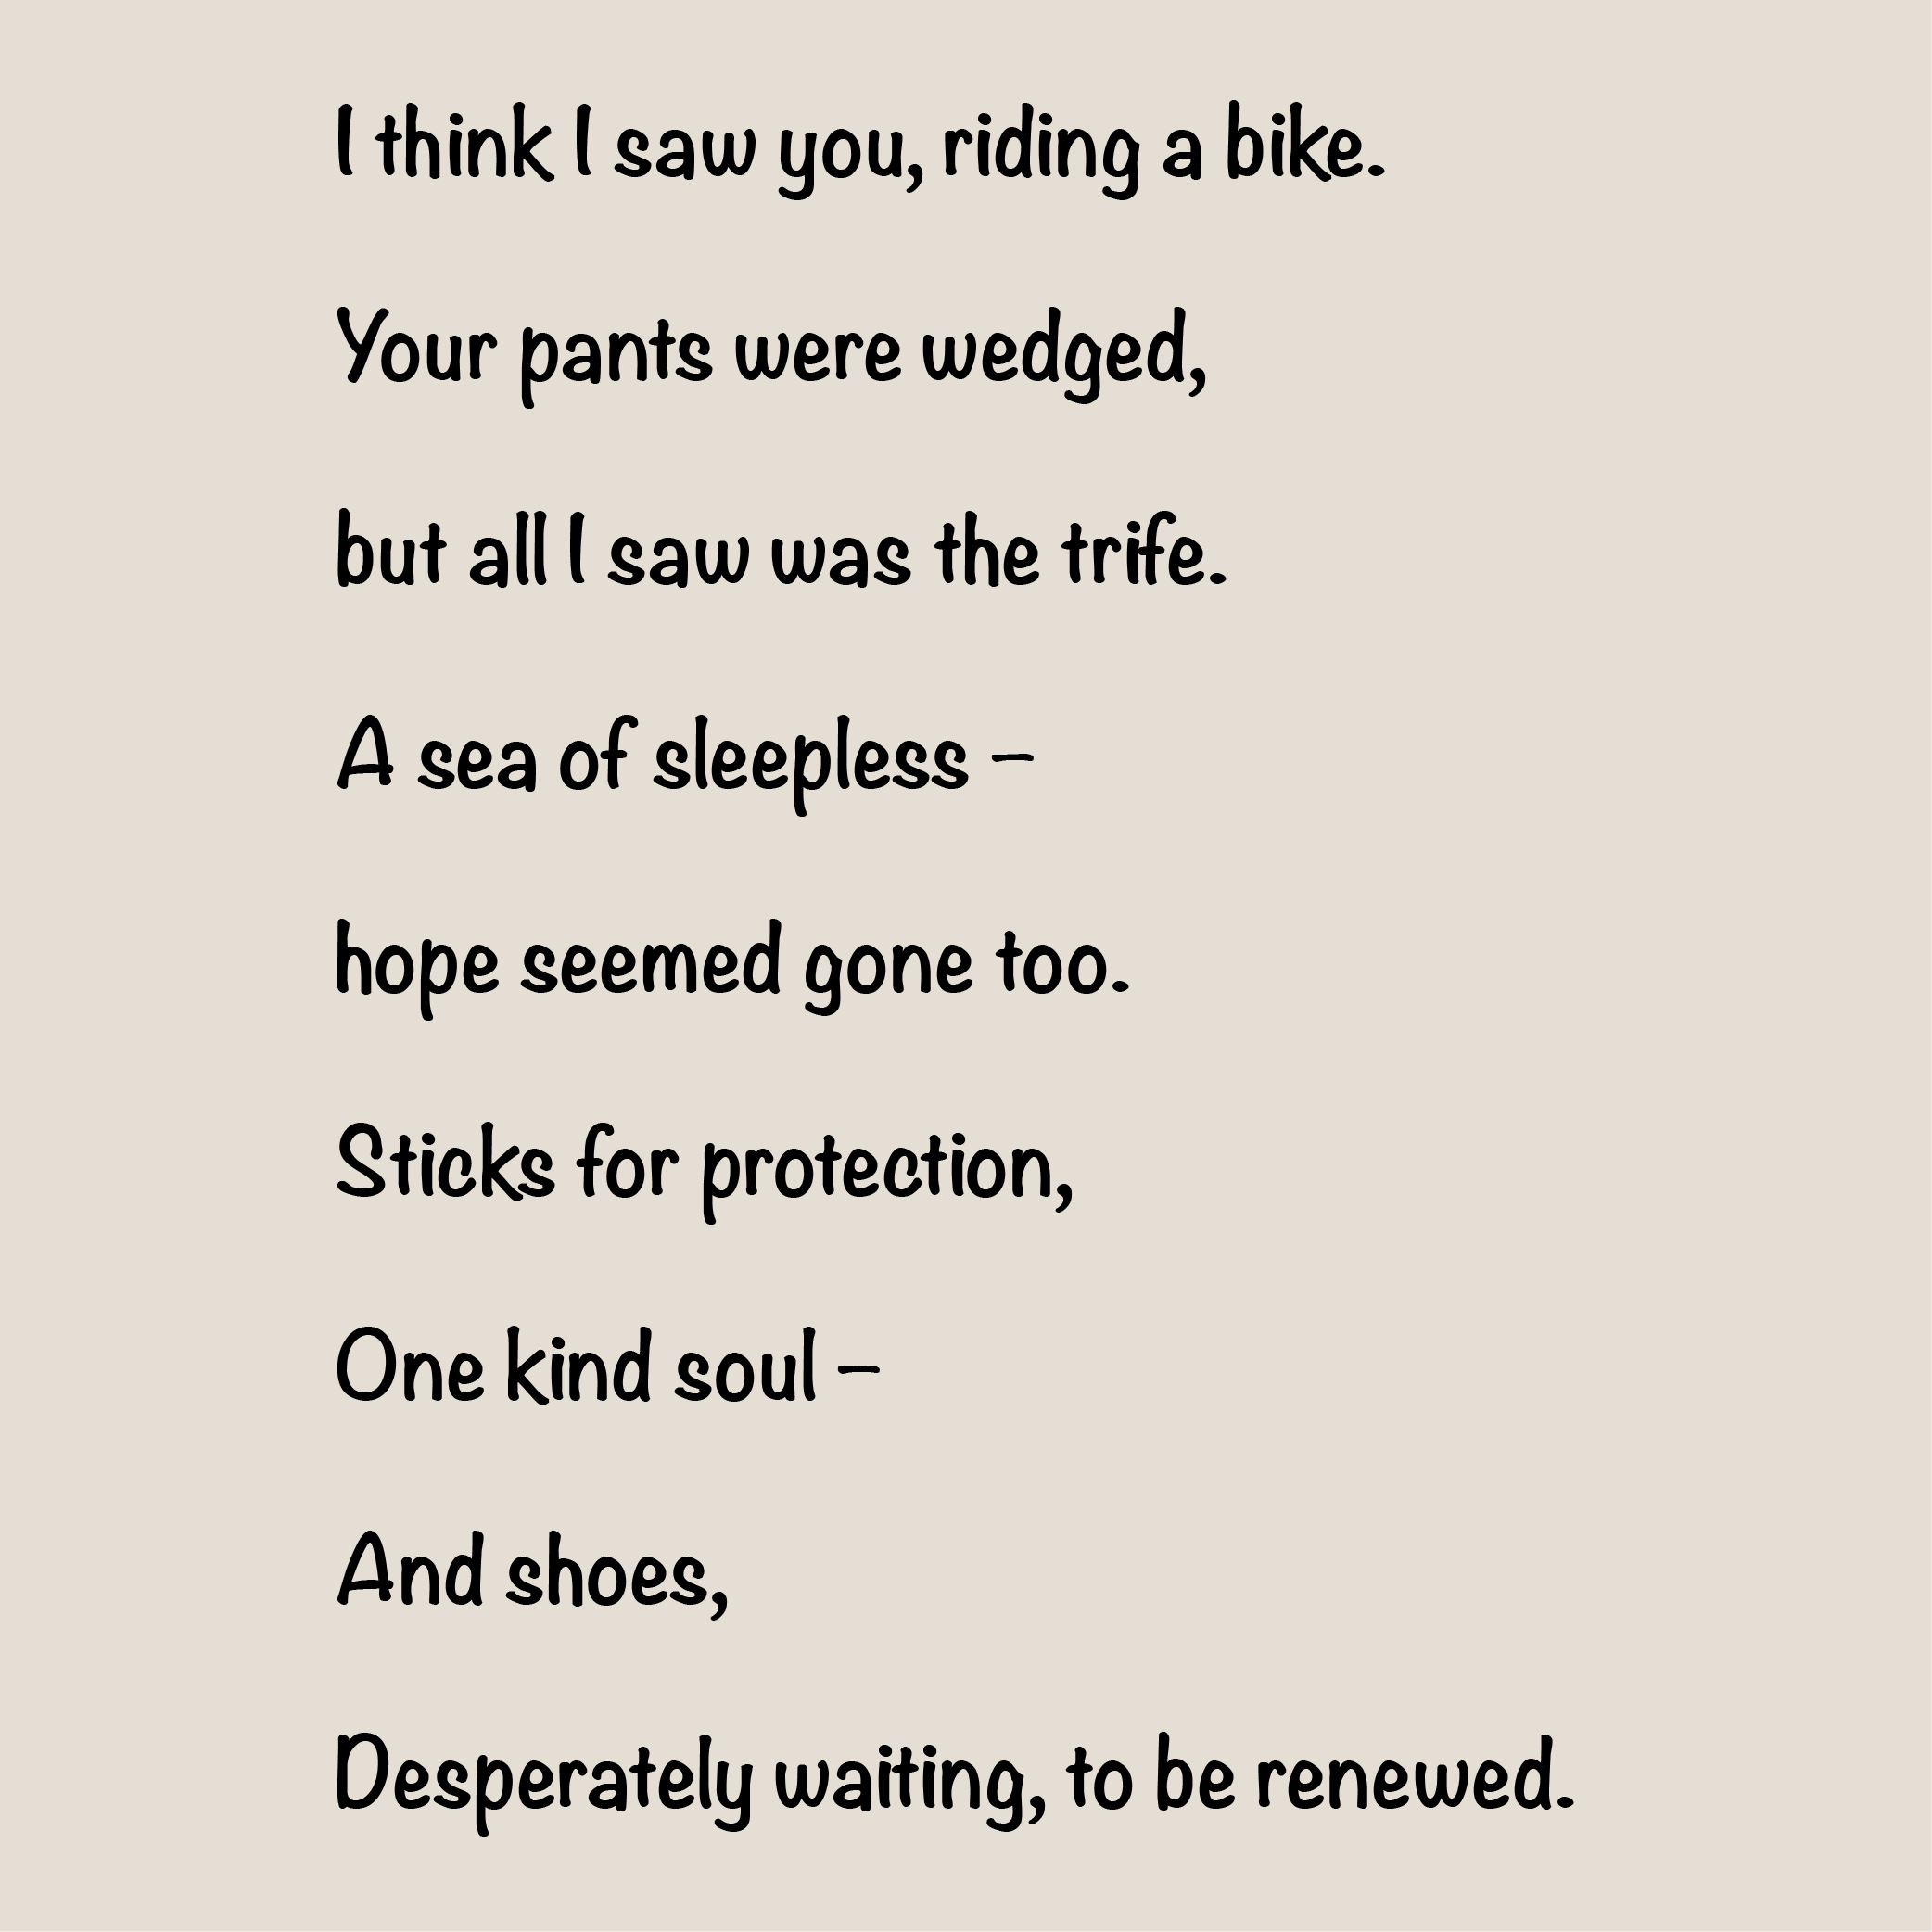 I think I saw you, riding a bike.
Your pants were wedged,
but all I saw was the trife.
A sea of sleepless –
hope seemed gone too.
Sticks for protection,
One kind soul –
And shoes,
Desperately waiting, to be renewed.